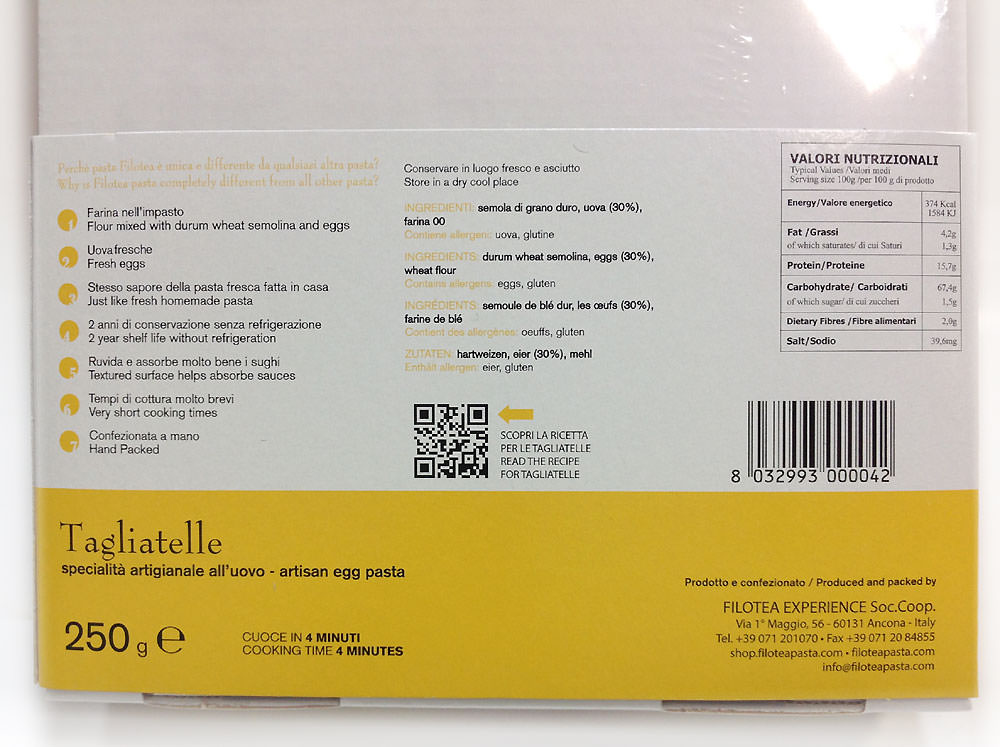 Perchè pasta Filotea è unica e differente da qualsiasi altra pasta?
Why is Filotea pasta completely different from all other pasta?
1
Farina nell'impasto
Flour mixed with durum wheat semolina and eggs
2
Uova fresche
Fresh eggs
3
Stesso sapore della pasta fresca fatta in casa
Just like fresh homemade pasta
4
2 anni di conservazione senza refrigerazione
2 year shelf life without refrigeration
5
Ruvida e assorbe molto bene i sughi
Textured surface helps absorbe sauces
6
Tempi di cottura molto brevi
Very short cooking times
7
Confezionata a mano
Hand Packed
Conservare in luogo fresco e asciutto
Store in a dry cool place
INGREDIENTI: semola di grano duro, uova (30%),
farina 00
Contiene allergeni: uova, glutine
INGREDIENTS: durum wheat semolina, eggs (30%),
wheat flour
Contains allergens: eggs, gluten
INGRÉDIENTS: semoule de blé dur, les œufs (30%),
farine de blé
Contient des allergènes: oeuffs, gluten
ZUTATEN: hartweizen, eier (30%), mehl
Enthält allergen: eier, gluten
SCOPRI LA RICETTA
PER LE TAGLIATELLE
READ THE RECIPE
FOR TAGLIATELLE
VALORI NUTRIZIONALI
Typical Values /Valori medi
Serving size 100g /per 100 g di prodotto
Energy/Valore energetico 374 Kcal
1584 KJ
Fat /Grassi 4,2g
of which saturates/ di cui Saturi 1,3g
Protein/Proteine 15,7g
Carbohydrate/ Carboidrati 67,4g
of which sugar/ di cui zuccheri 1,5g
Dietary Fibres /Fibre alimentari 2,0g
Salt/Sodio 39,6mg
8 032993 000042
Tagliatelle
specialità artigianale all'uovo - artisan egg pasta
250 g e
CUOCE IN 4 MINUTI
COOKING TIME 4 MINUTES
Prodotto e confezionato / Produced and packed by
FILOTEA EXPERIENCE Soc.Coop.
Via 1° Maggio, 56 - 60131 Ancona - Italy
Tel. +39 071 201070 • Fax +39 071 20 84855
shop.filoteapasta.com • filoteapasta.com
info@filoteapasta.com